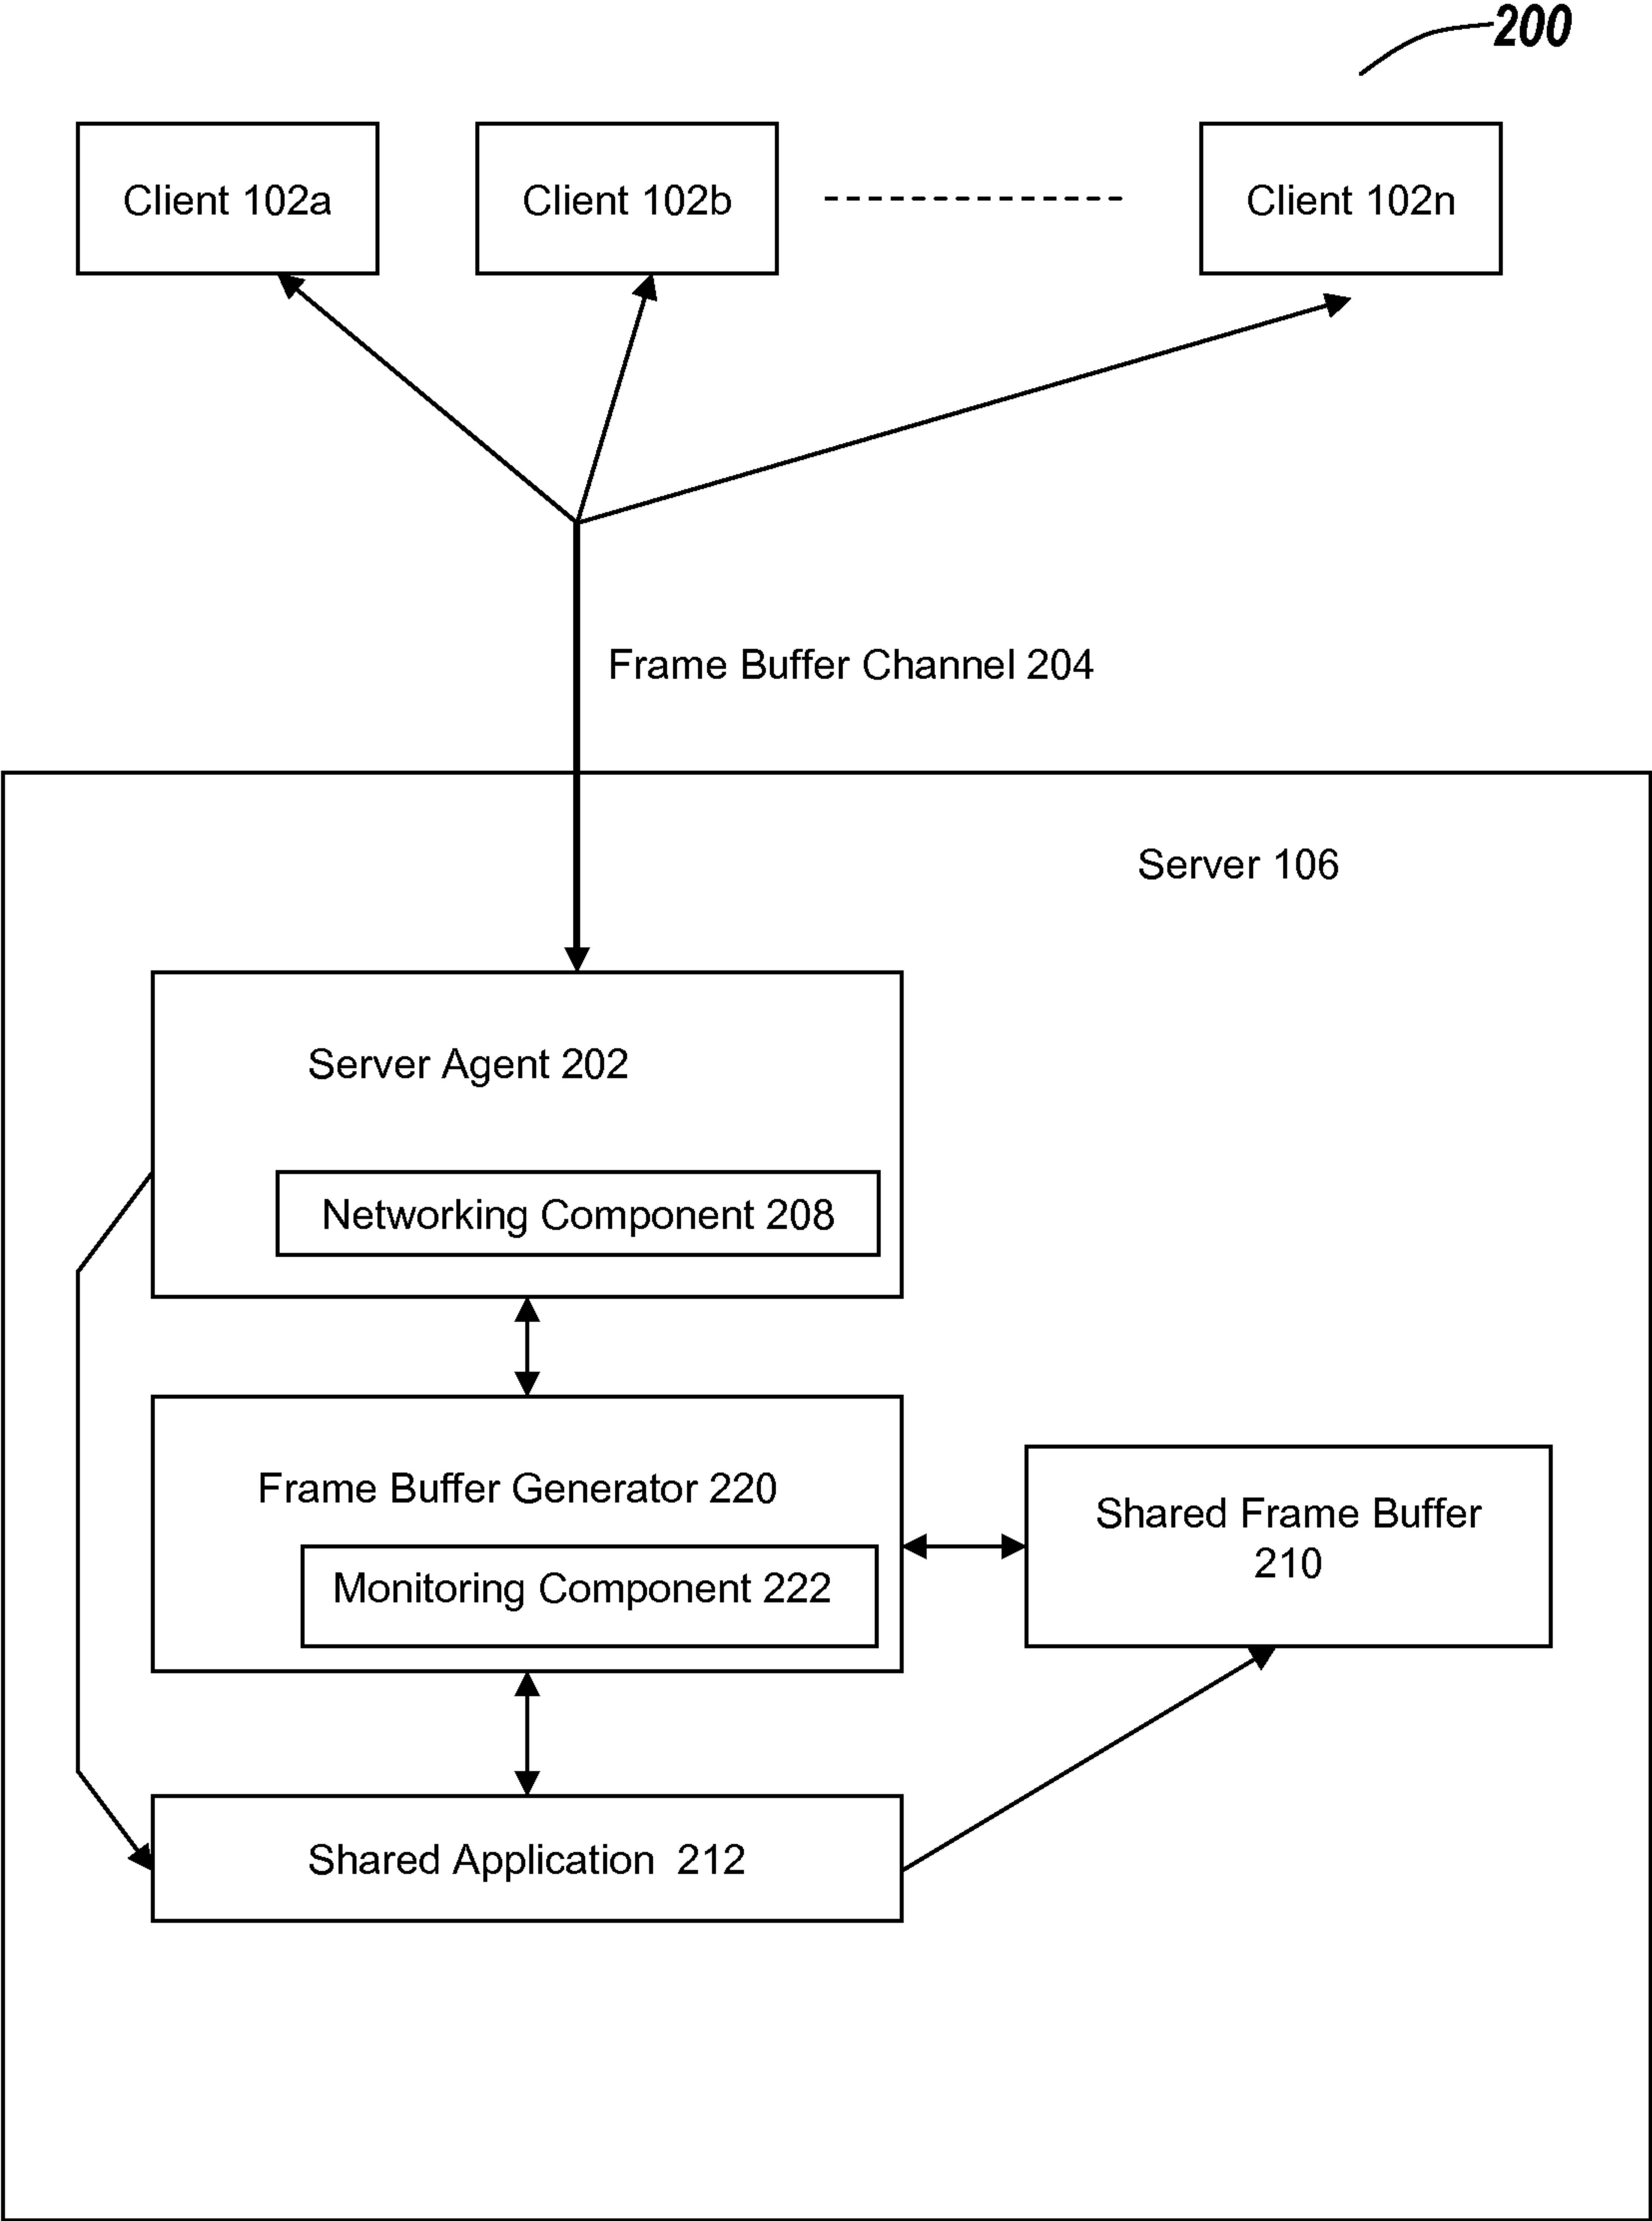 200
Client 102a
Client 102b
Client 102n
Frame Buffer Channel 204
Server 106
Server Agent 202
Networking Component 208
Frame Buffer Generator 220
Monitoring Component 222
Shared Frame Buffer
210
Shared Application 212